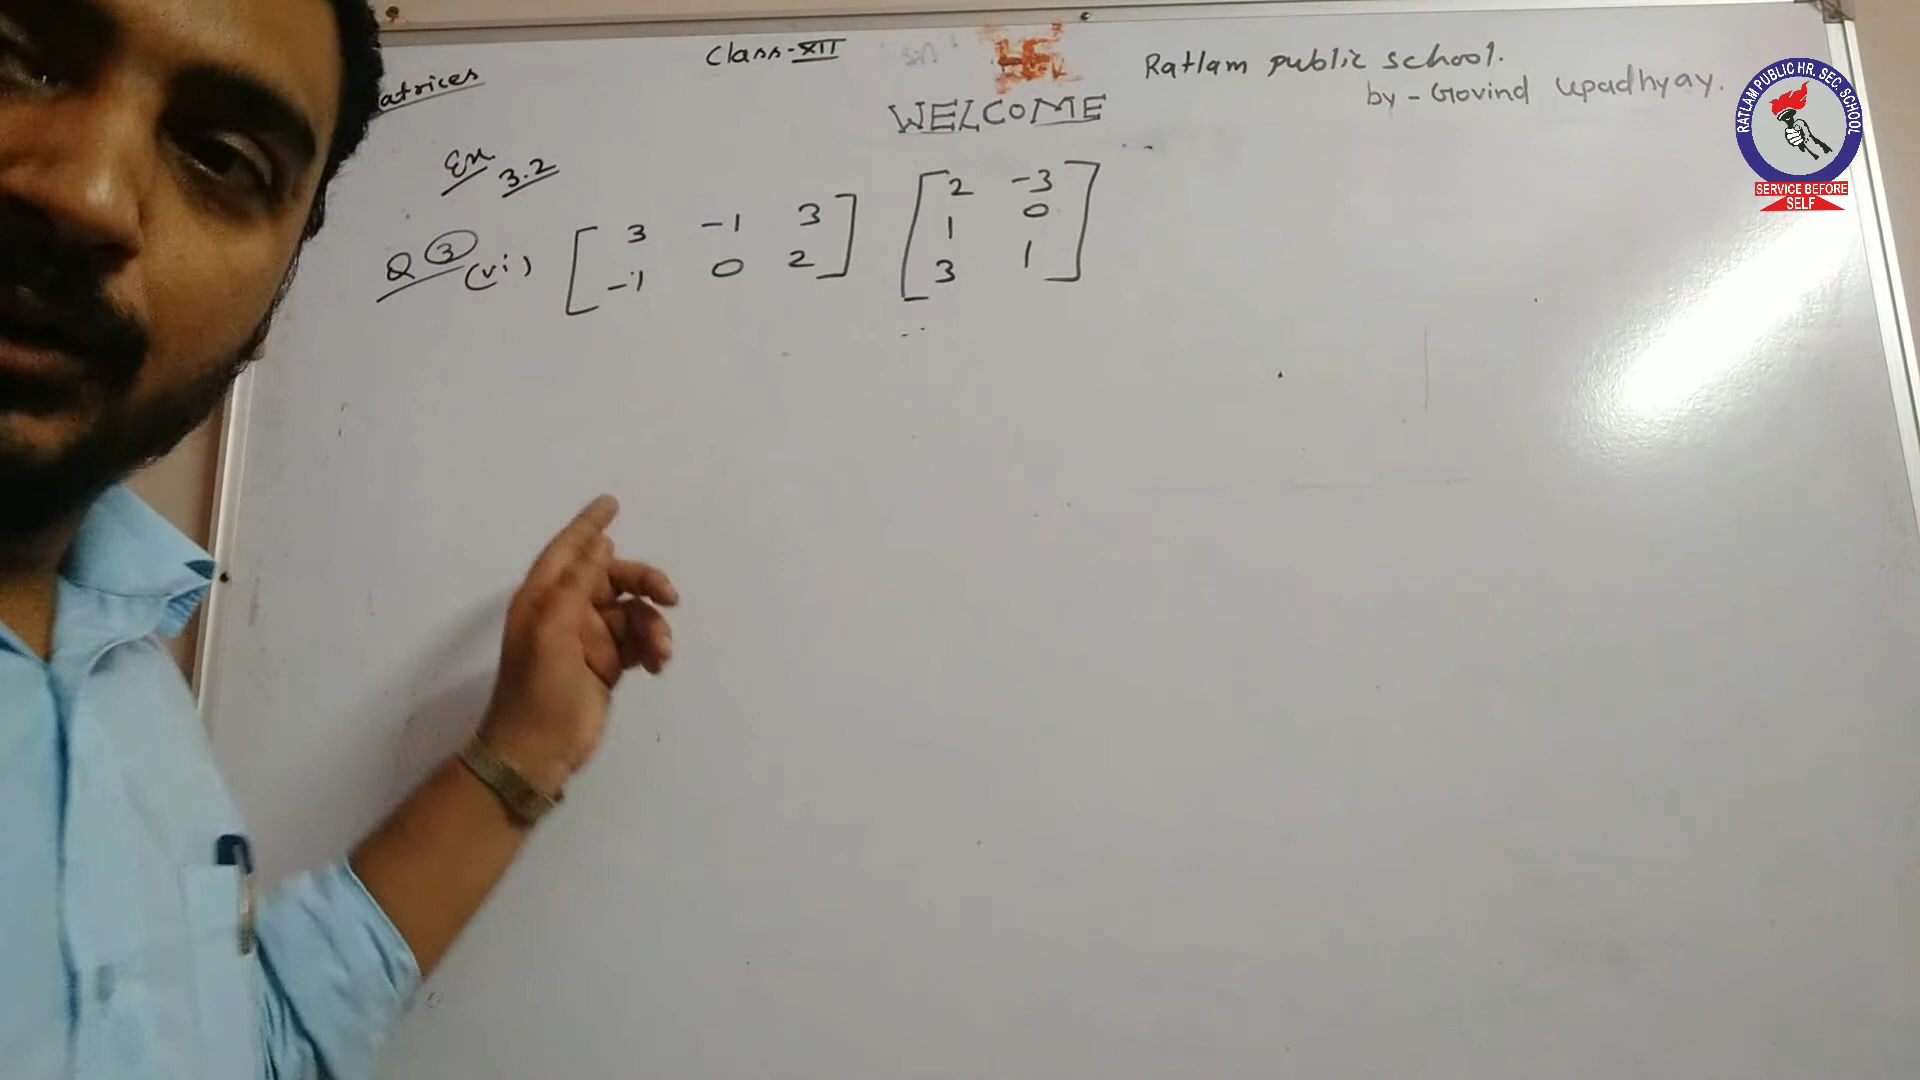 atrices
Class-XII
WELCOME
Ratlam public school.
by - Govind Upadhyay.
RATLAM PUBLIC HR. SEC. SCHOOL
SERVICE BEFORE
SELF
Ex 3.2
Q 3 (vi) [ 3 -1 3
-1 0 2 ]
[ 2 -3
1 0
3 1 ]